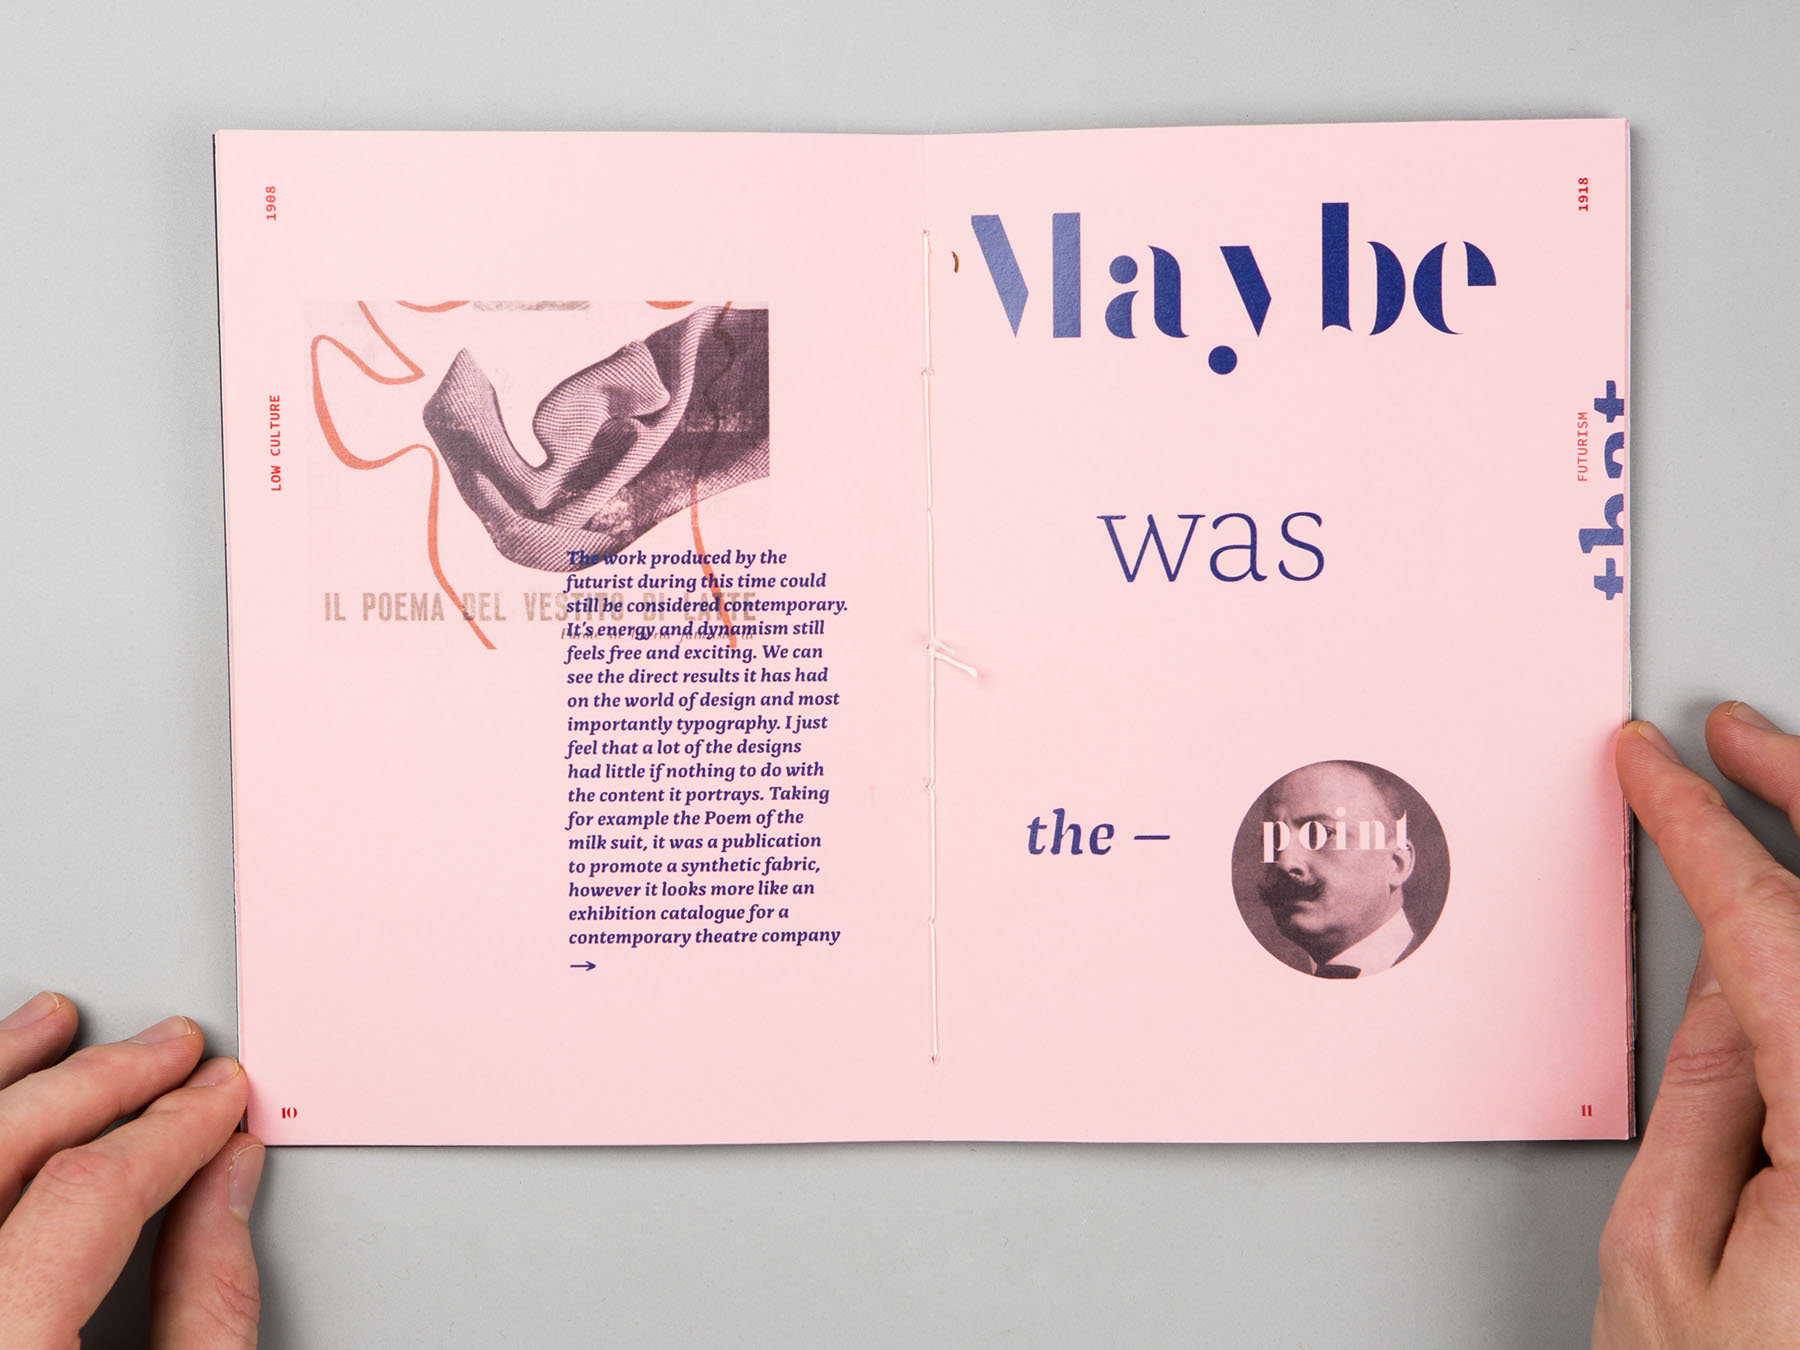 1908
LOW CULTURE
IL POEMA DEL VESTITO DI LATTE
The work produced by the
futurist during this time could
still be considered contemporary.
It's energy and dynamism still
feels free and exciting. We can
see the direct results it has had
on the world of design and most
importantly typography. I just
feel that a lot of the designs
had little if nothing to do with
the content it portrays. Taking
for example the Poem of the
milk suit, it was a publication
to promote a synthetic fabric,
however it looks more like an
exhibition catalogue for a
contemporary theatre company
→
10
1918
Maybe
FUTURISM
that
was
the – point
11